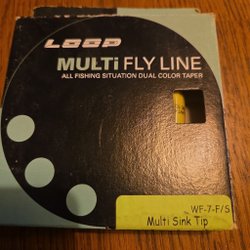 LOOP
MULTi FLY LINE
ALL FISHING SITUATION DUAL COLOR TAPER
WF-7-F/S
Multi Sink Tip